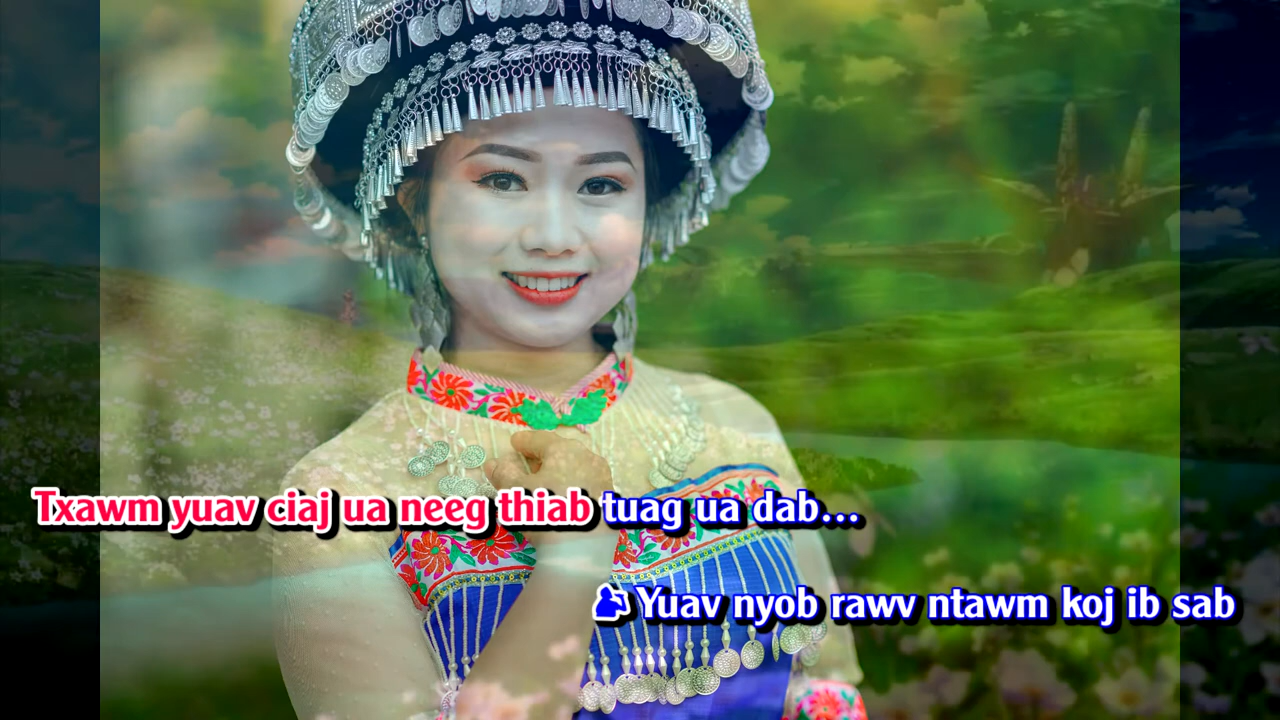 Txawm yuav ciaj ua neeg thiab tuag ua dab...
Yuav nyob rawv ntawm koj ib sab